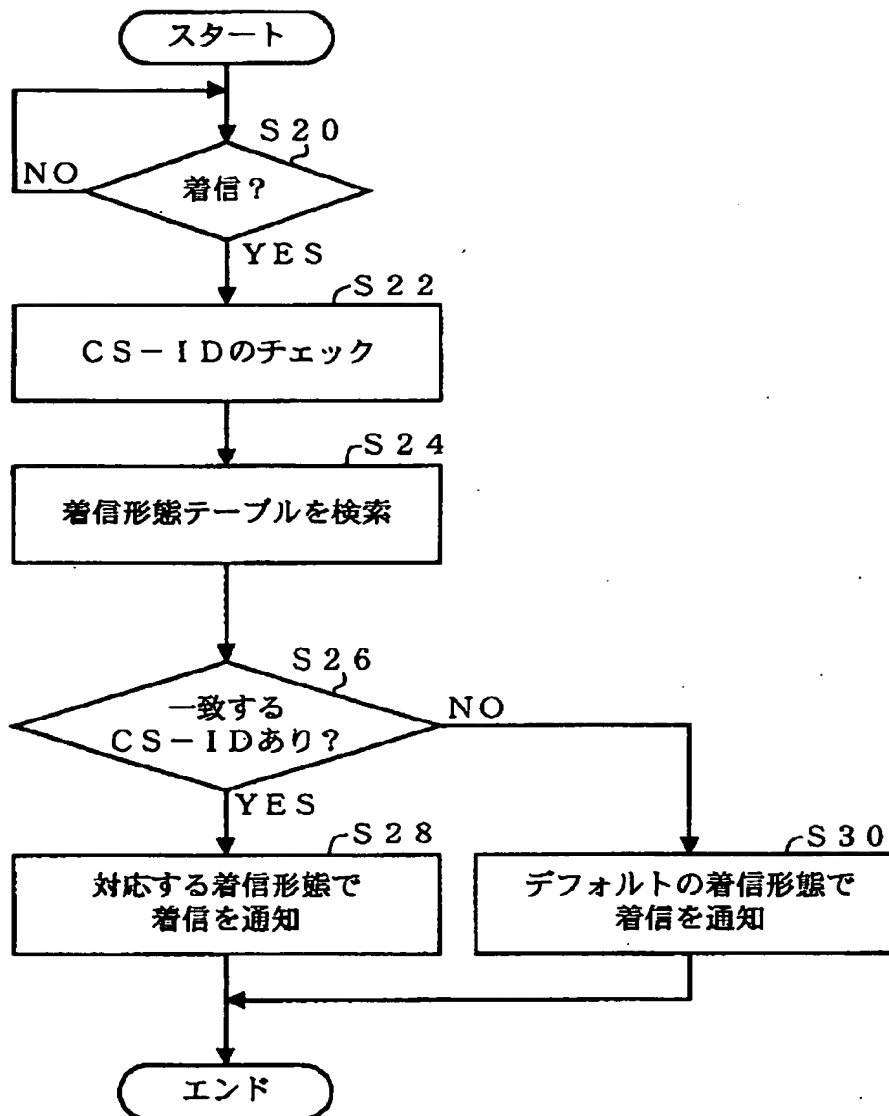 スタート
S20
着信?
NO
YES
S22
CS-IDのチェック
S24
着信形態テーブルを検索
S26
一致する
CS-IDあり?
NO
YES
S28
対応する着信形態で
着信を通知
S30
デフォルトの着信形態で
着信を通知
エンド